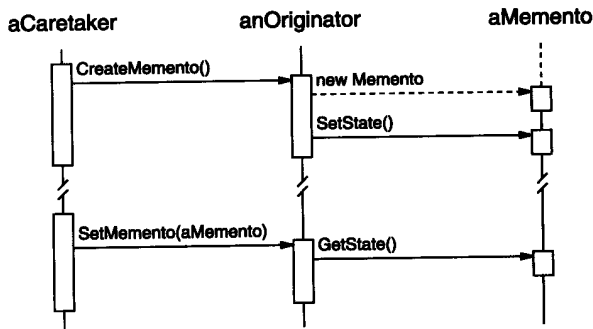 aCaretaker
anOriginator
aMemento
CreateMemento()
new Memento
SetState()
SetMemento(aMemento)
GetState()